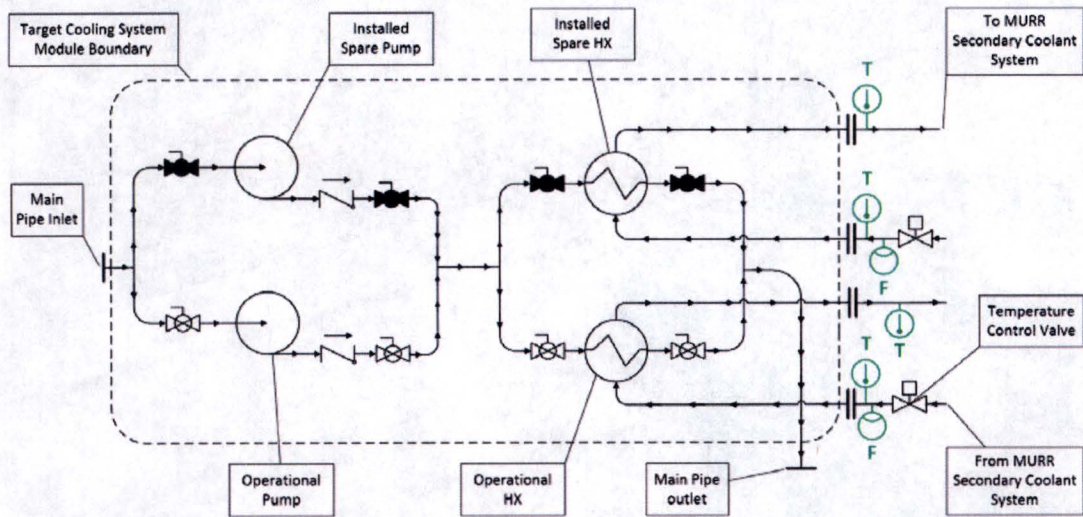 Target Cooling System
Module Boundary
Installed
Spare Pump
Installed
Spare HX
To MURR
Secondary Coolant
System
T
Main
Pipe Inlet
T
F
Temperature
Control Valve
T
T
F
Operational
Pump
Operational
HX
Main Pipe
outlet
From MURR
Secondary Coolant
System